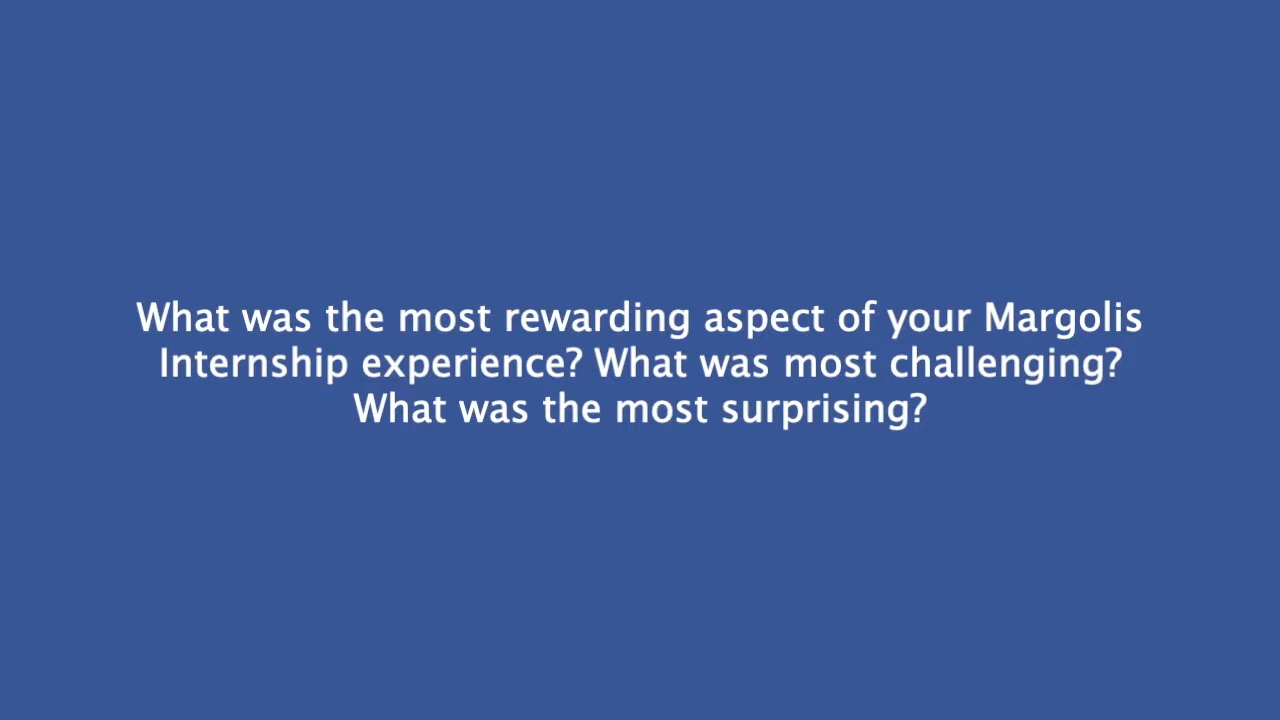 What was the most rewarding aspect of your Margolis
Internship experience? What was most challenging?
What was the most surprising?